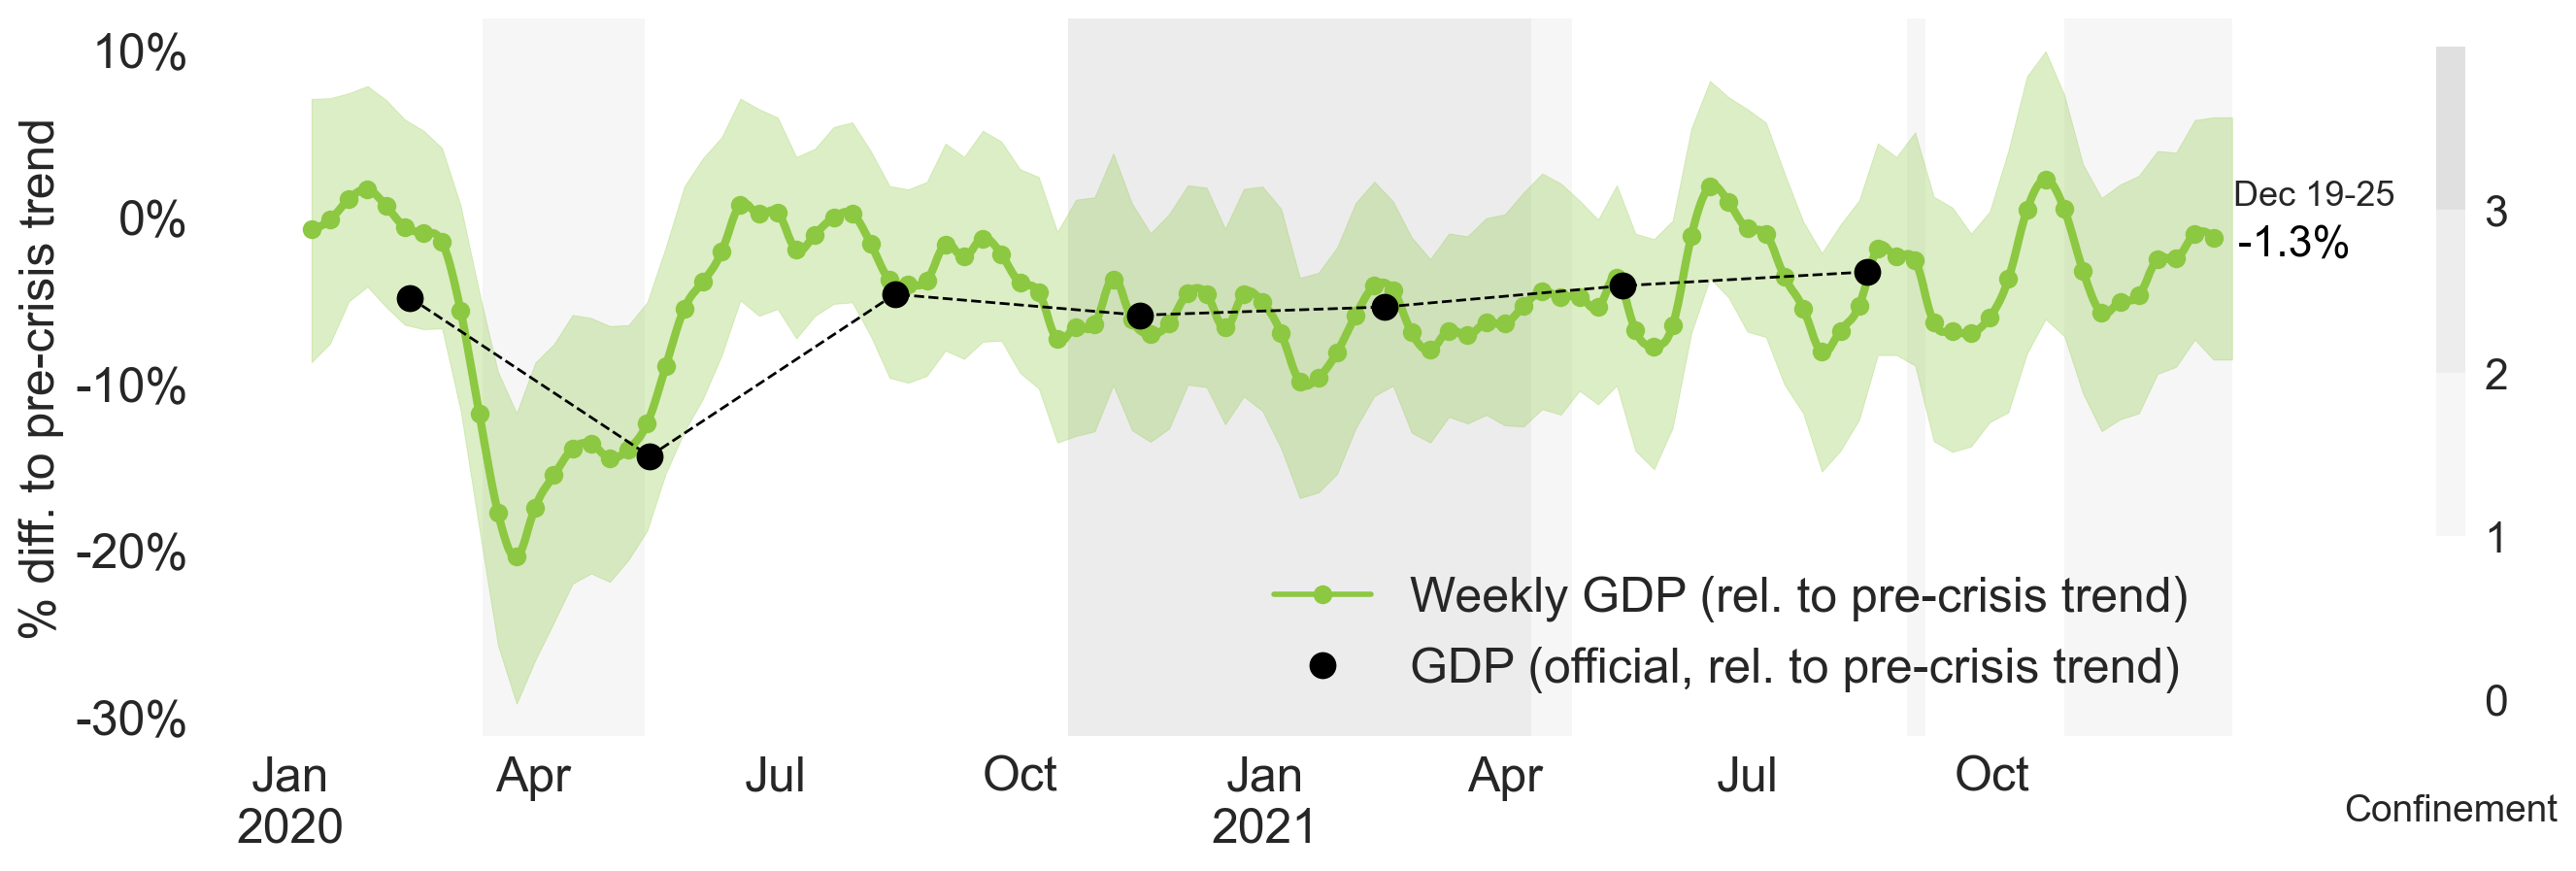 % diff. to pre-crisis trend
10%
0%
-10%
-20%
-30%
Jan
2020
Apr
Jul
Oct
Jan
2021
Apr
Jul
Oct
Dec 19-25
-1.3%
Weekly GDP (rel. to pre-crisis trend)
GDP (official, rel. to pre-crisis trend)
3
2
1
0
Confinement